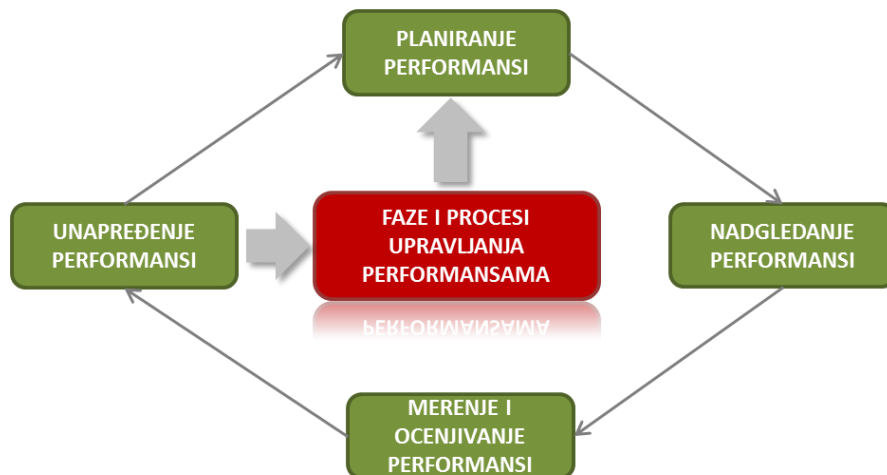 PLANIRANJE
PERFORMANSI
UNAPREĐENJE
PERFORMANSI
FAZE I PROCESI
UPRAVLJANJA
PERFORMANSAMA
NADGLEDANJE
PERFORMANSI
MERENJE I
OCENJIVANJE
PERFORMANSI